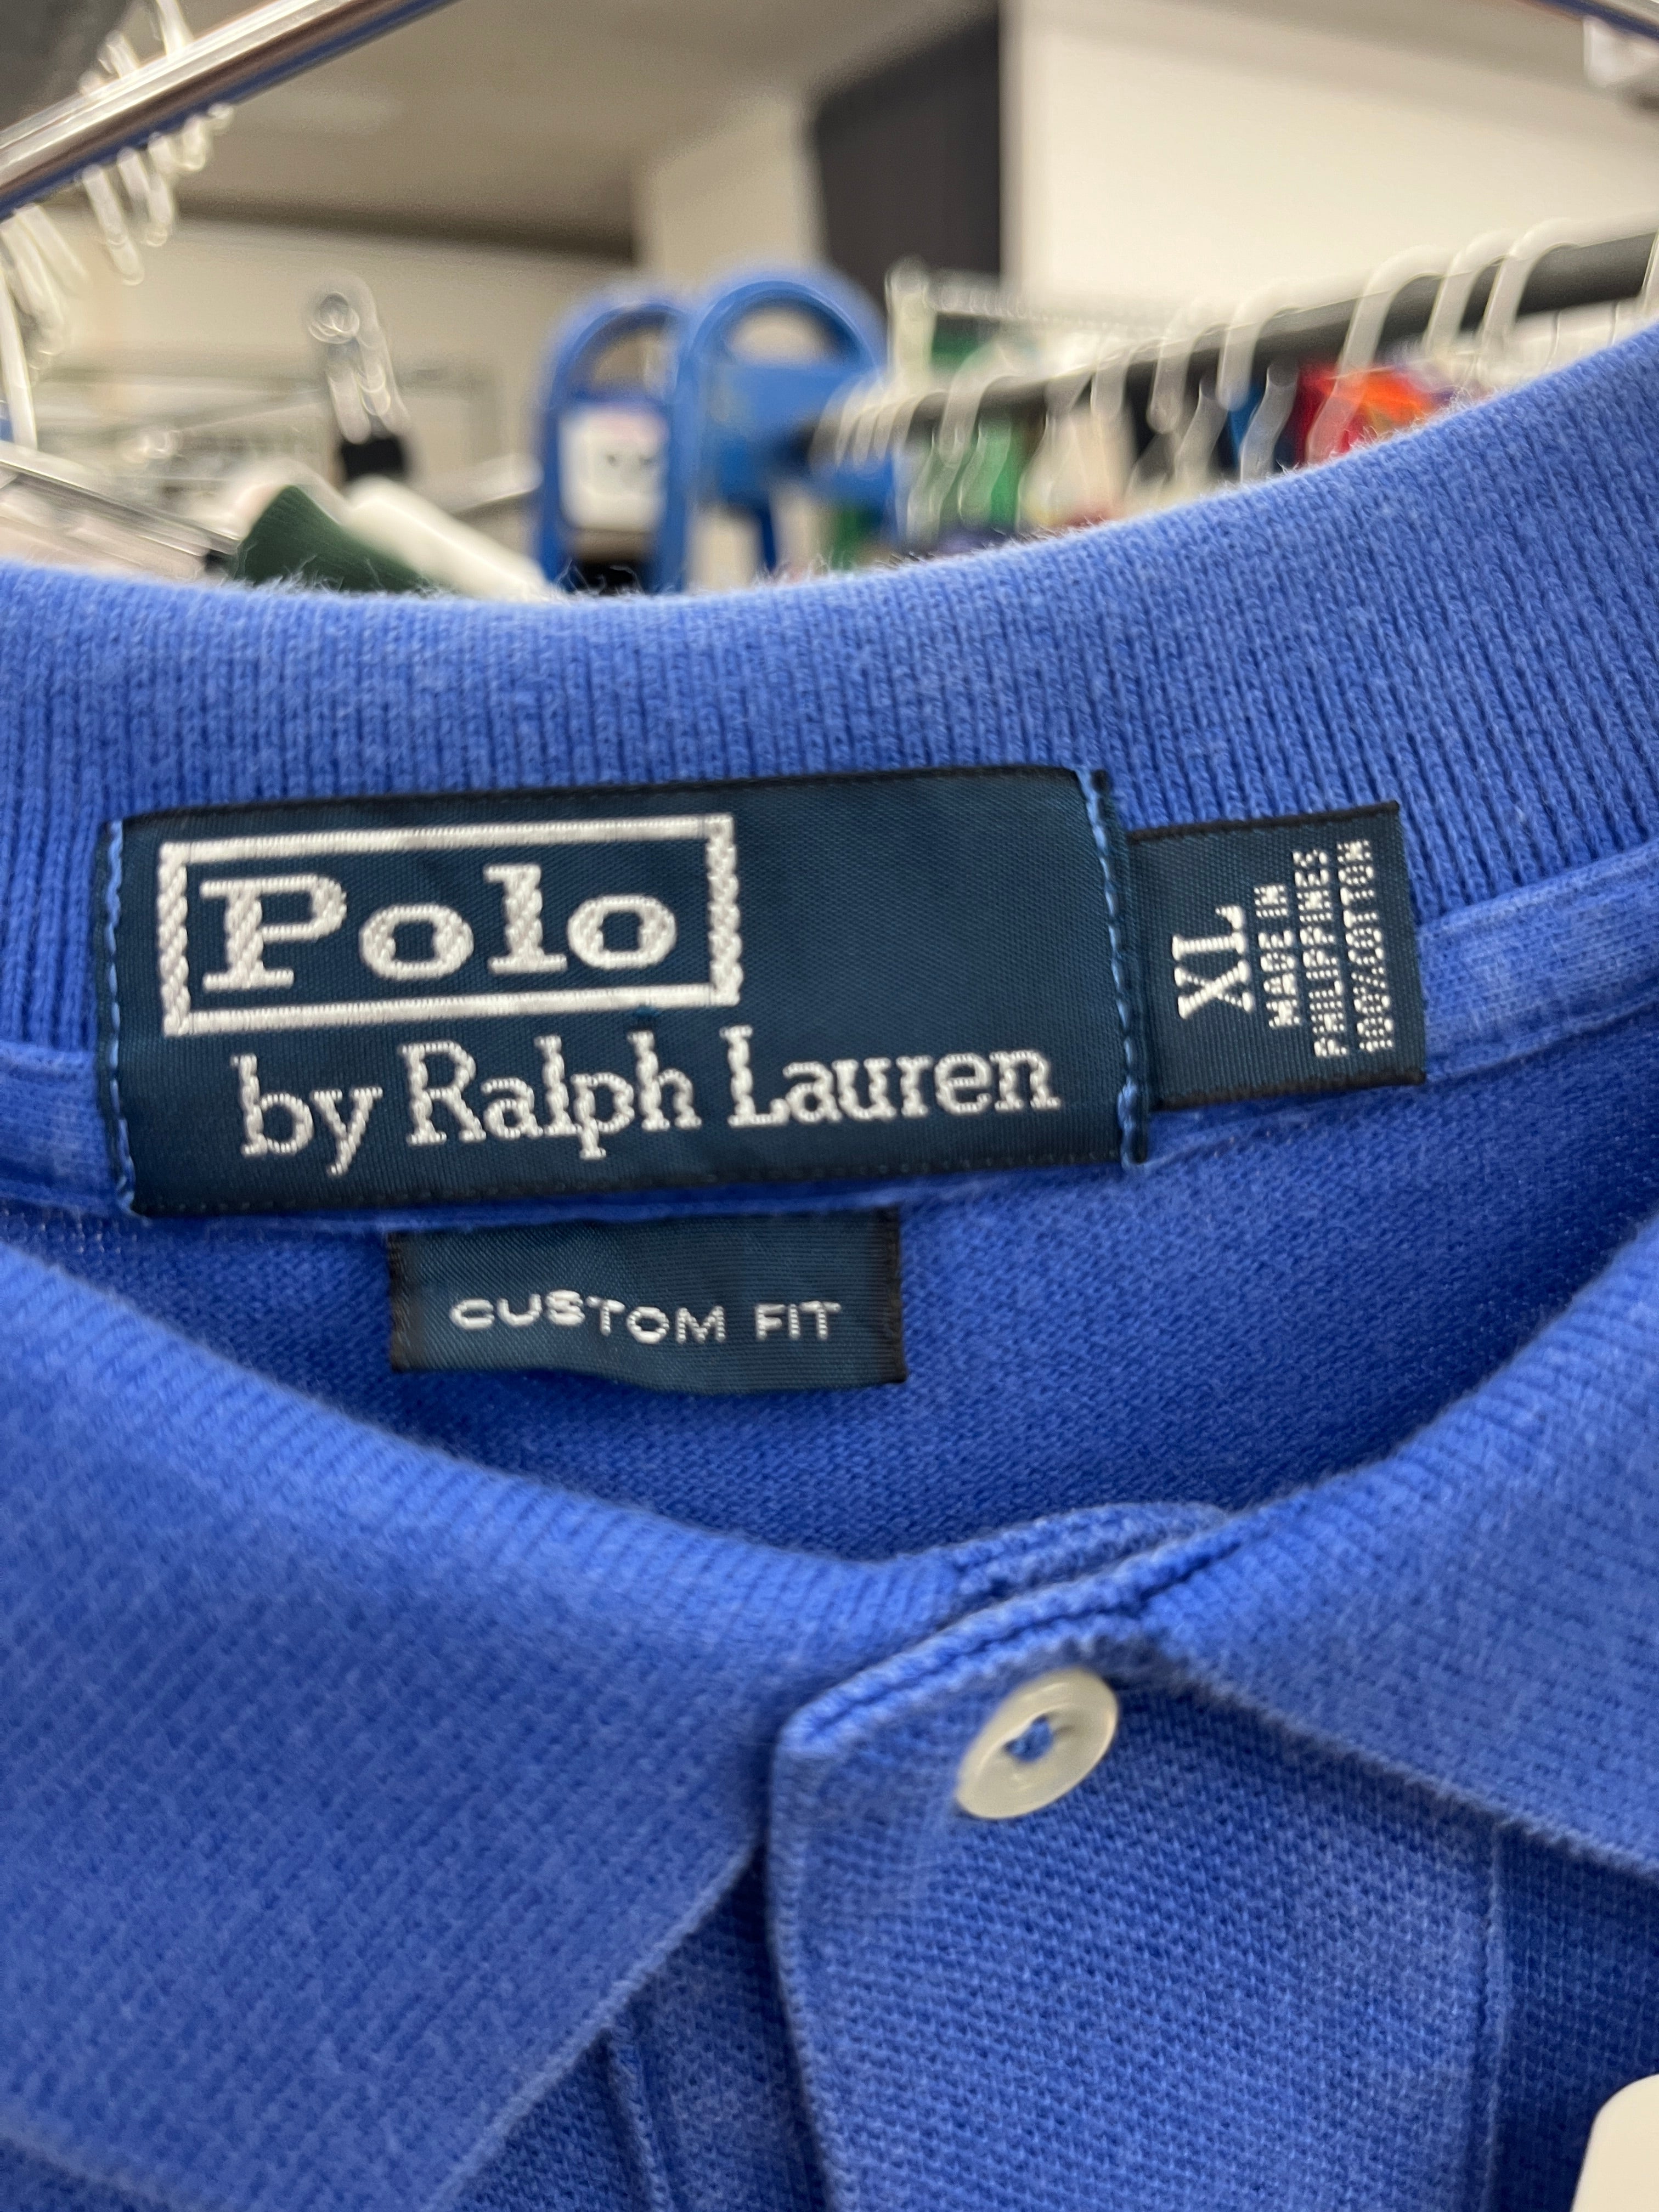 Polo
by Ralph Lauren
XL
MADE IN
PHILIPPINES
100% COTTON
CUSTOM FIT